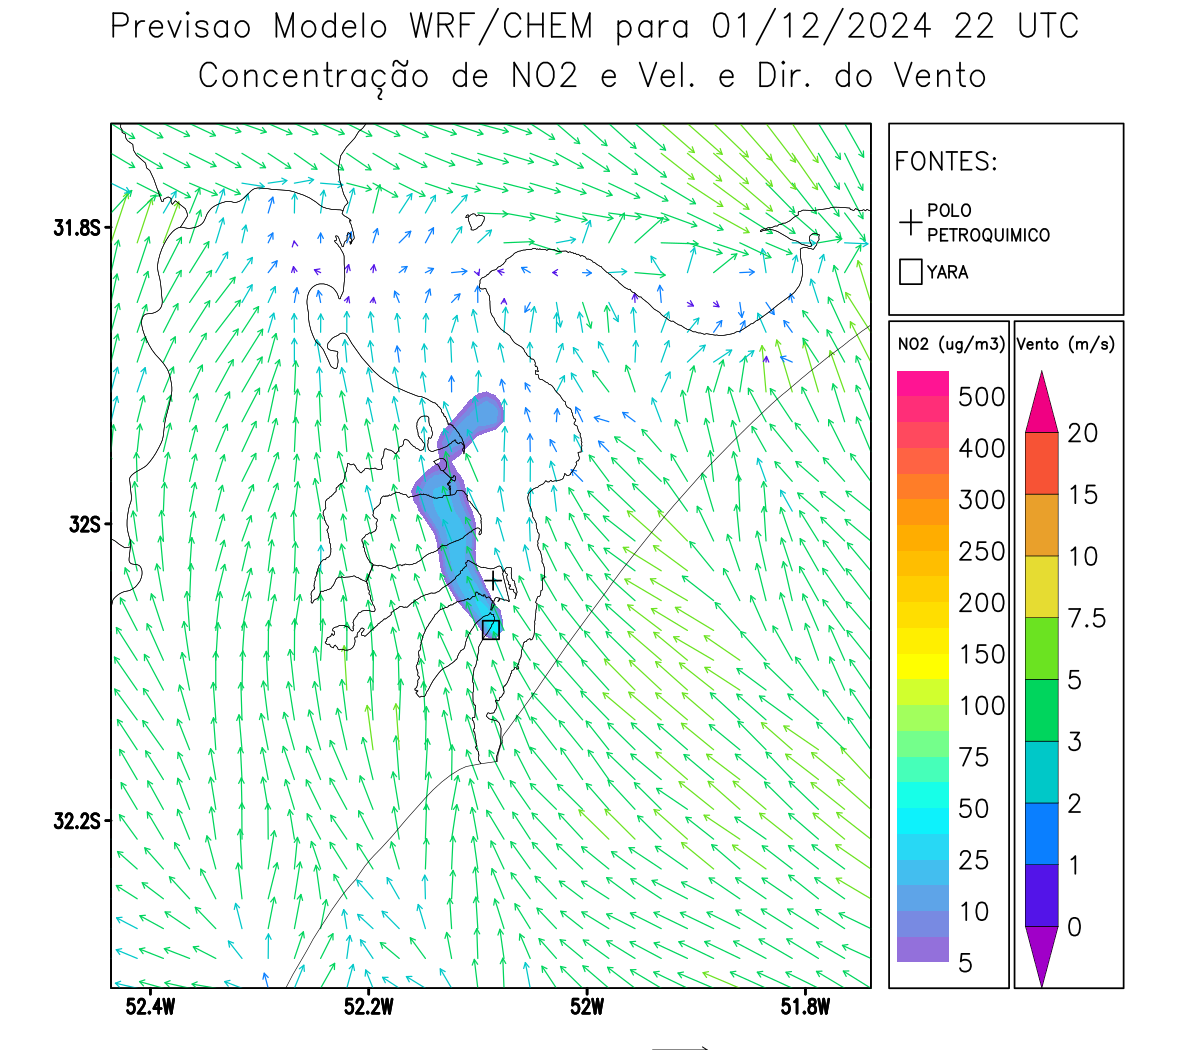 Previsao Modelo WRF/CHEM para 01/12/2024 22 UTC
Concentração de NO2 e Vel. e Dir. do Vento
FONTES:
POLO
PETROQUIMICO
YARA
NO2 (ug/m3)
500
400
300
250
200
150
100
75
50
25
10
5
Vento (m/s)
20
15
10
7.5
5
3
2
1
0
31.8S
32S
32.2S
52.4W
52.2W
52W
51.8W